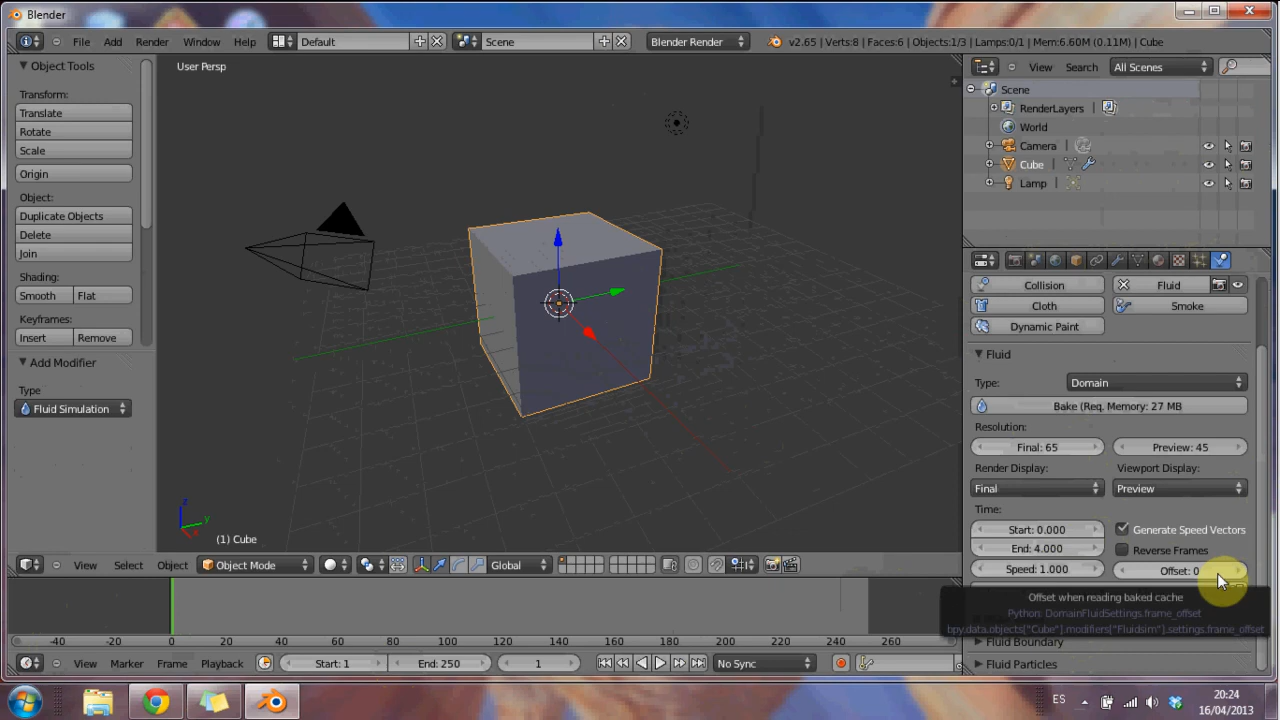 Blender
File Add Render Window Help Default Scene Blender Render v2.65 | Verts:8 | Faces:6 | Objects:1/3 | Lamps:0/1 | Mem:6.60M (0.11M) | Cube
Object Tools
Transform:
Translate
Rotate
Scale
Origin
Object:
Duplicate Objects
Delete
Join
Shading:
Smooth Flat
Keyframes:
Insert Remove
Add Modifier
Type
Fluid Simulation
User Persp
z
y
x
(1) Cube
View Select Object Object Mode Global
View Search All Scenes
Scene
RenderLayers
World
Camera
Cube
Lamp
Collision Fluid
Cloth Smoke
Dynamic Paint
Fluid
Type: Domain
Bake (Req. Memory: 27 MB
Resolution:
Final: 65 Preview: 45
Render Display: Viewport Display:
Final Preview
Time:
Start: 0.000 Generate Speed Vectors
End: 4.000 Reverse Frames
Speed: 1.000 Offset: 0
Offset when reading baked cache
Python: DomainFluidSettings.frame_offset
bpy.data.objects["Cube"].modifiers["Fluidsim"].settings.frame_offset
Fluid Boundary
Fluid Particles
-40 -20 0 20 40 60 80 100 120 140 160 180 200 220 240 260
View Marker Frame Playback Start: 1 End: 250 1 No Sync
ES 20:24
16/04/2013